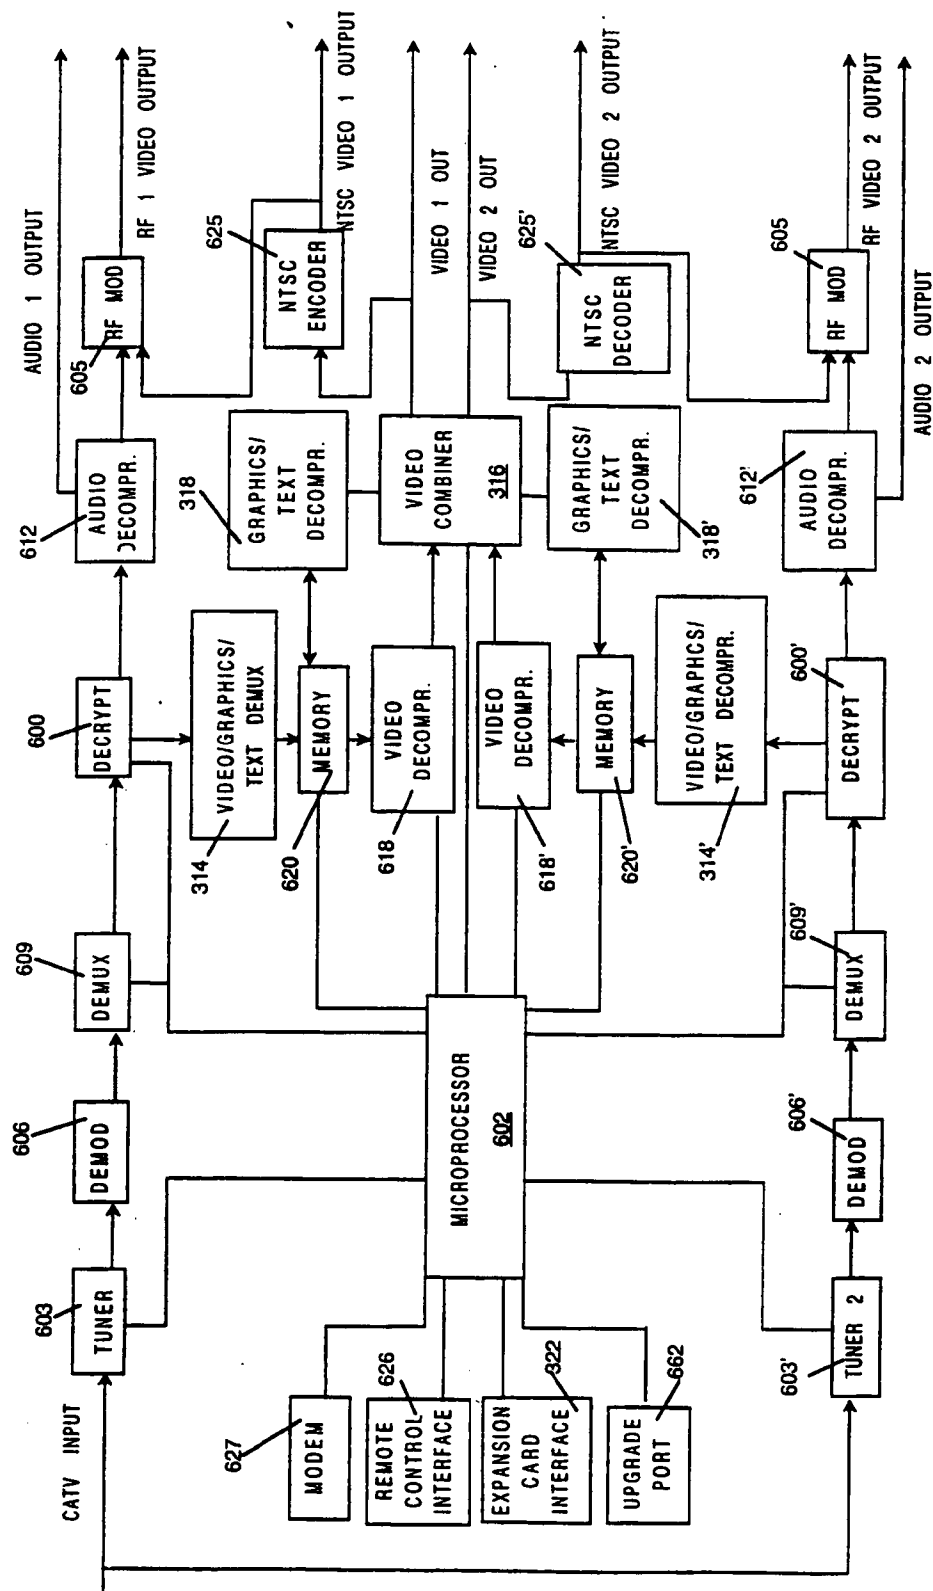 CATV INPUT
603
TUNER
606
DEMOD
609
DEMUX
600
DECRYPT
612
AUDIO
DECOMPR.
605
RF MOD
AUDIO 1 OUTPUT
RF 1 VIDEO OUTPUT
314
VIDEO/GRAPHICS/
TEXT DEMUX
318
GRAPHICS/
TEXT
DECOMPR.
625
NTSC
ENCODER
NTSC VIDEO 1 OUTPUT
620
MEMORY
618
VIDEO
DECOMPR.
VIDEO
COMBINER
316
VIDEO 1 OUT
VIDEO 2 OUT
627
MODEM
626
REMOTE
CONTROL
INTERFACE
322
EXPANSION
CARD
INTERFACE
662
UPGRADE
PORT
MICROPROCESSOR
602
618'
VIDEO
DECOMPR.
620'
MEMORY
318'
GRAPHICS/
TEXT
DECOMPR.
625'
NTSC
DECODER
NTSC VIDEO 2 OUTPUT
314'
VIDEO/GRAPHCS/
TEXT DECOMPR.
603'
TUNER 2
606'
DEMOD
609'
DEMUX
600'
DECRYPT
612'
AUDIO
DECOMPR.
605
RF MOD
RF VIDEO 2 OUTPUT
AUDIO 2 OUTPUT